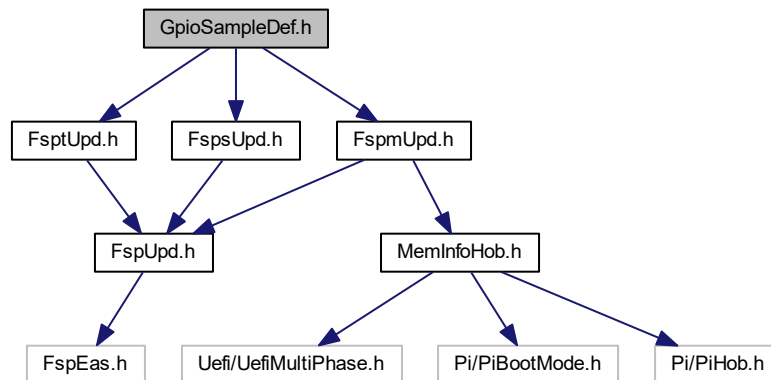 GpioSampleDef.h
FsptUpd.h
FspsUpd.h
FspmUpd.h
FspUpd.h
MemInfoHob.h
FspEas.h
Uefi/UefiMultiPhase.h
Pi/PiBootMode.h
Pi/PiHob.h